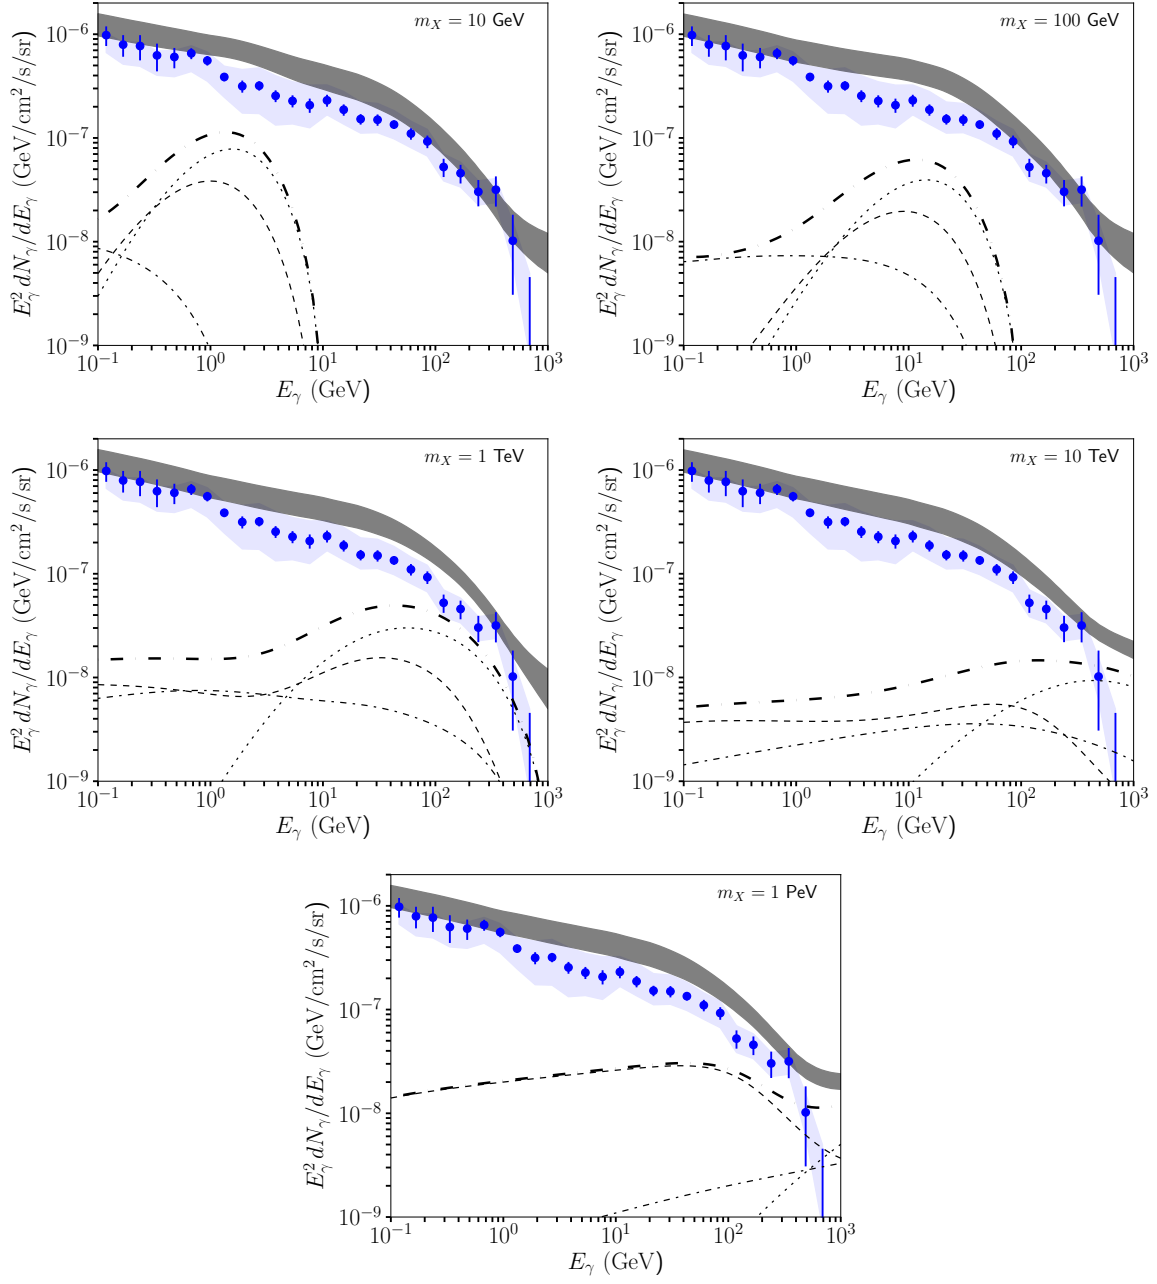 m_X = 10 GeV
E_γ^2 dN_γ/dE_γ (GeV/cm^2/s/sr)
10^−6
10^−7
10^−8
10^−9
10^−1 10^0 10^1 10^2 10^3
E_γ (GeV)
m_X = 100 GeV
E_γ^2 dN_γ/dE_γ (GeV/cm^2/s/sr)
10^−6
10^−7
10^−8
10^−9
10^−1 10^0 10^1 10^2 10^3
E_γ (GeV)
m_X = 1 TeV
E_γ^2 dN_γ/dE_γ (GeV/cm^2/s/sr)
10^−6
10^−7
10^−8
10^−9
10^−1 10^0 10^1 10^2 10^3
E_γ (GeV)
m_X = 10 TeV
E_γ^2 dN_γ/dE_γ (GeV/cm^2/s/sr)
10^−6
10^−7
10^−8
10^−9
10^−1 10^0 10^1 10^2 10^3
E_γ (GeV)
m_X = 1 PeV
E_γ^2 dN_γ/dE_γ (GeV/cm^2/s/sr)
10^−6
10^−7
10^−8
10^−9
10^−1 10^0 10^1 10^2 10^3
E_γ (GeV)